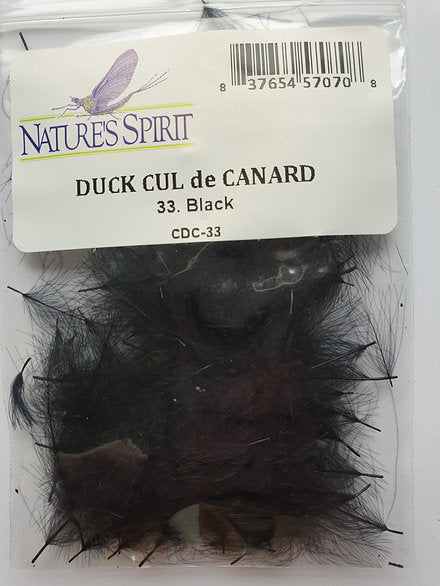 NATURE'S SPIRIT
8 37654 57070 8
DUCK CUL de CANARD
33. Black
CDC-33